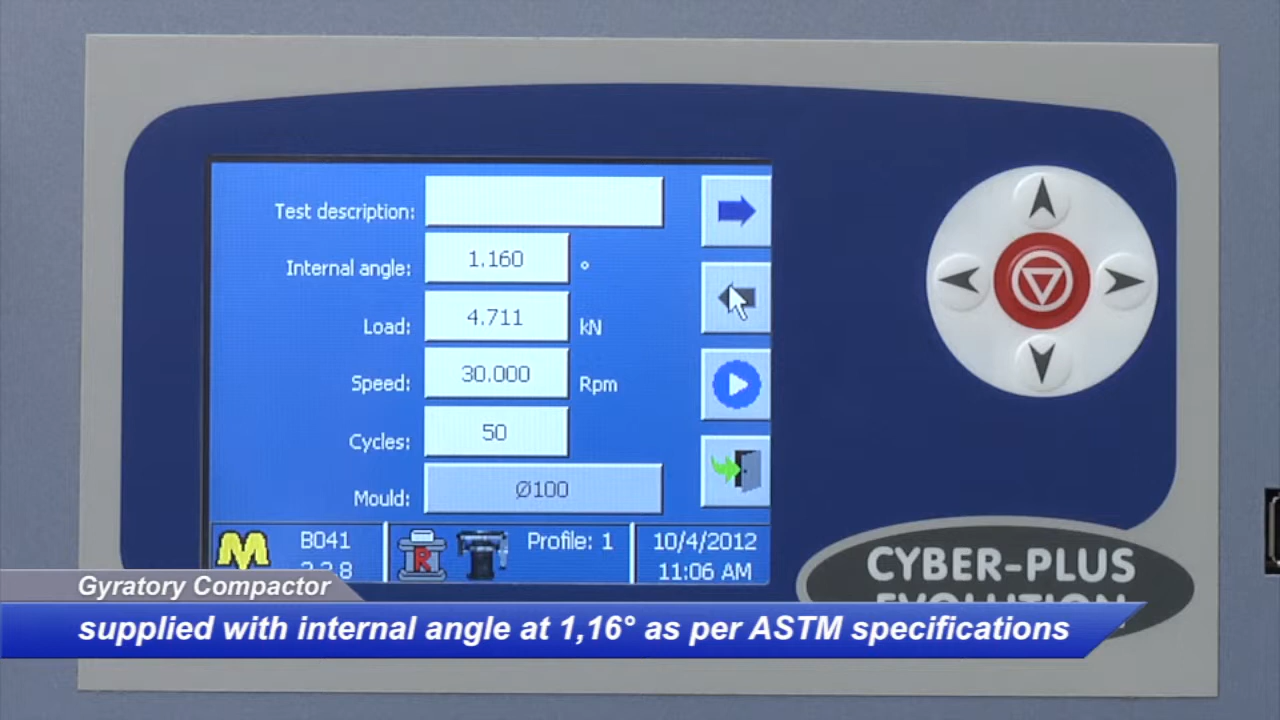 Test description:
Internal angle: 1.160 °
Load: 4.711 kN
Speed: 30.000 Rpm
Cycles: 50
Mould: Ø100
B041
R
Profile: 1
10/4/2012
11:06 AM
CYBER-PLUS
EVOLUTION
Gyratory Compactor
supplied with internal angle at 1,16° as per ASTM specifications